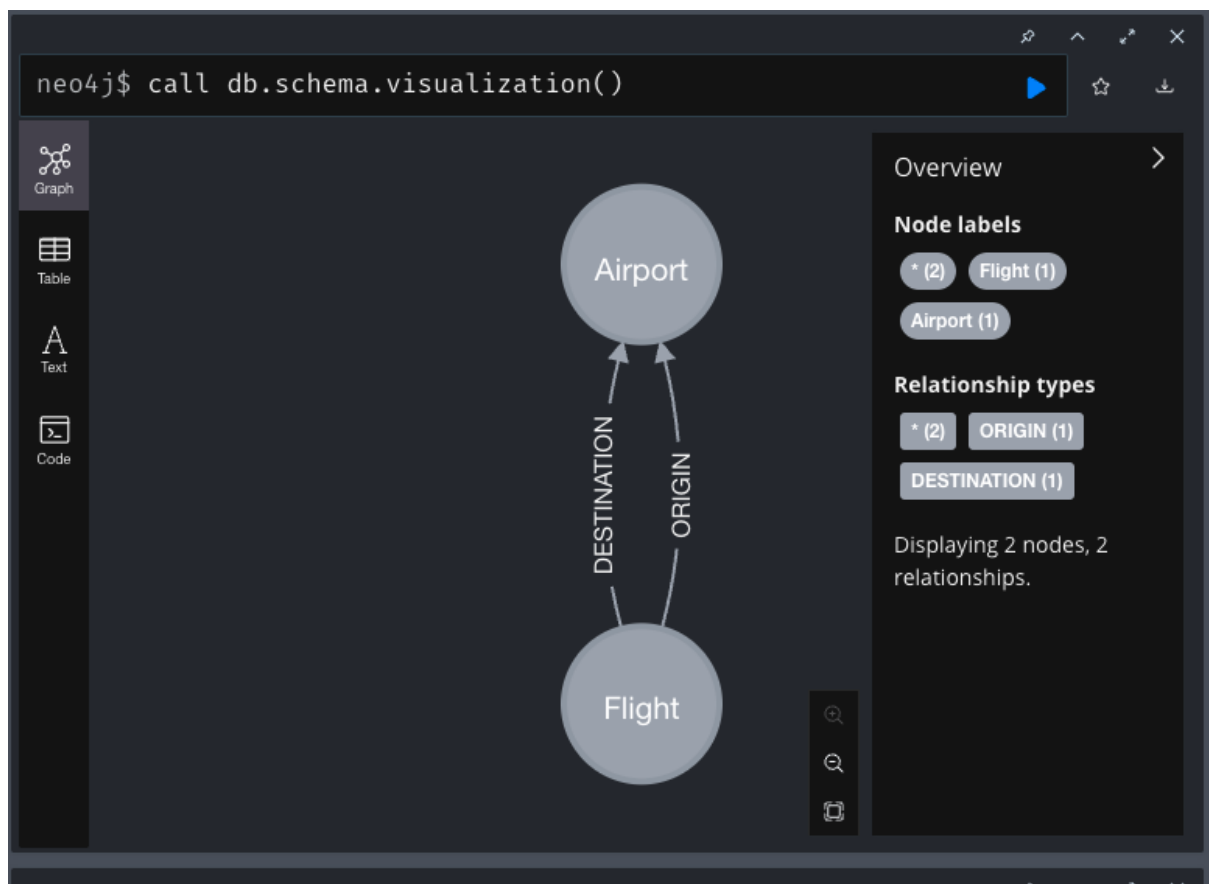 neo4j$ call db.schema.visualization()
Graph
Table
Text
Code
Airport
DESTINATION
ORIGIN
Flight
Overview
Node labels
* (2) Flight (1)
Airport (1)
Relationship types
* (2) ORIGIN (1)
DESTINATION (1)
Displaying 2 nodes, 2
relationships.